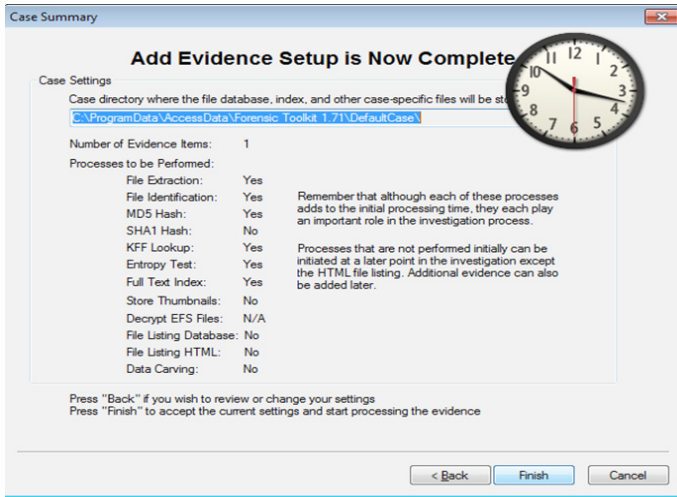 Case Summary
Add Evidence Setup is Now Complete
Case Settings
Case directory where the file database, index, and other case-specific files will be
C:\ProgramData\AccessData\Forensic Toolkit 1.71\DefaultCase\
Number of Evidence Items: 1
Processes to be Performed:
File Extraction: Yes
File Identification: Yes
MD5 Hash: Yes
SHA1 Hash: No
KFF Lookup: Yes
Entropy Test: Yes
Full Text Index: Yes
Store Thumbnails: No
Decrypt EFS Files: N/A
File Listing Database: No
File Listing HTML: No
Data Carving: No
Remember that although each of these processes
adds to the initial processing time, they each play
an important role in the investigation process.
Processes that are not performed initially can be
initiated at a later point in the investigation except
the HTML file listing. Additional evidence can also
be added later.
Press "Back" if you wish to review or change your settings
Press "Finish" to accept the current settings and start processing the evidence
< Back Finish Cancel
11 12 1
10 2
9 3
8 4
7 6 5